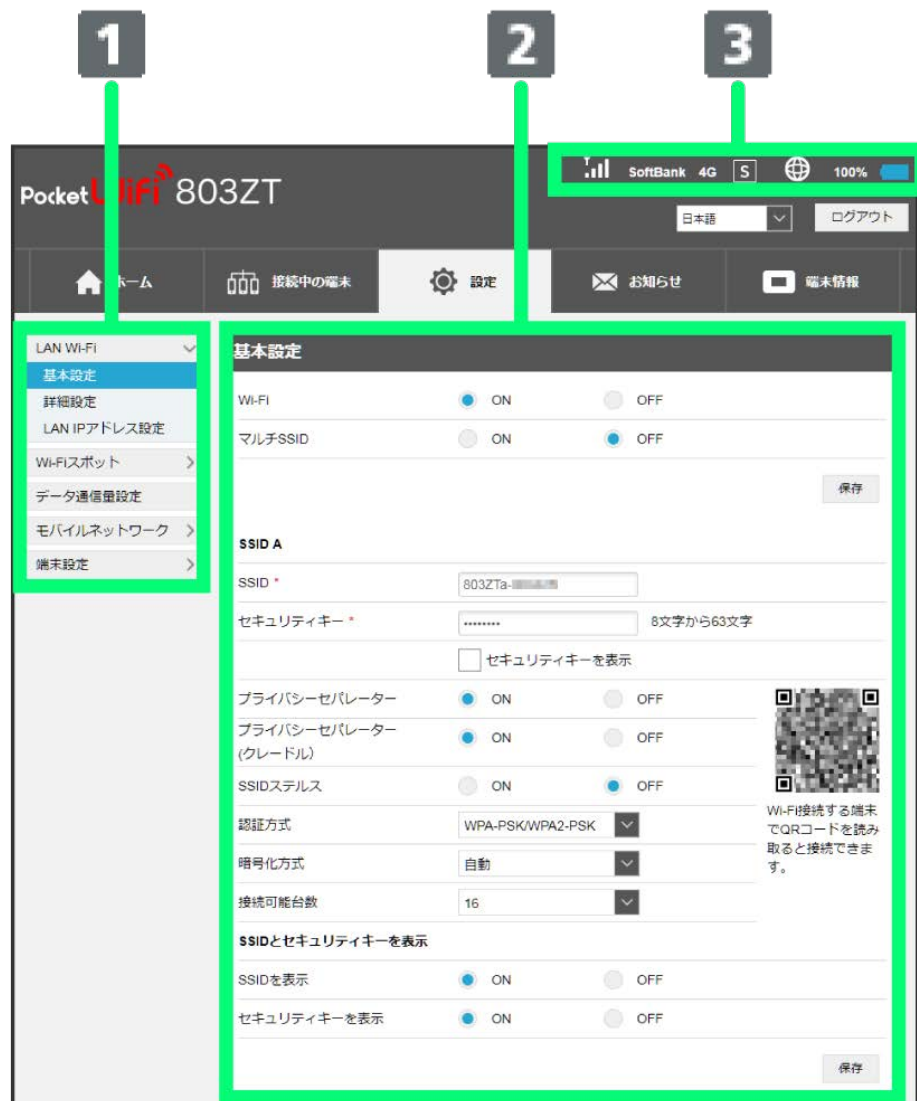 1 2 3
Pocket WiFi 803ZT
SoftBank 4G S 100%
日本語 ログアウト
ホーム 接続中の端末 設定 お知らせ 端末情報
LAN Wi-Fi
基本設定
詳細設定
LAN IPアドレス設定
Wi-Fiスポット
データ通信量設定
モバイルネットワーク
端末設定
基本設定
Wi-Fi ON OFF
マルチSSID ON OFF
保存
SSID A
SSID * 803ZTa-
セキュリティキー * •••••••• 8文字から63文字
セキュリティキーを表示
プライバシーセパレーター ON OFF
プライバシーセパレーター
(クレードル) ON OFF
SSIDステルス ON OFF
認証方式 WPA-PSK/WPA2-PSK
暗号化方式 自動
接続可能台数 16
Wi-Fi接続する端末
でQRコードを読み
取ると接続できま
す。
SSIDとセキュリティキーを表示
SSIDを表示 ON OFF
セキュリティキーを表示 ON OFF
保存